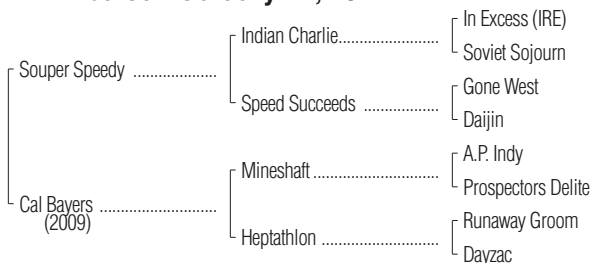 In Excess (IRE)
Indian Charlie
Soviet Sojourn
Souper Speedy
Gone West
Speed Succeeds
Daijin
A.P. Indy
Mineshaft
Prospectors Delite
Cal Bayers
(2009)
Runaway Groom
Heptathlon
Dayzac